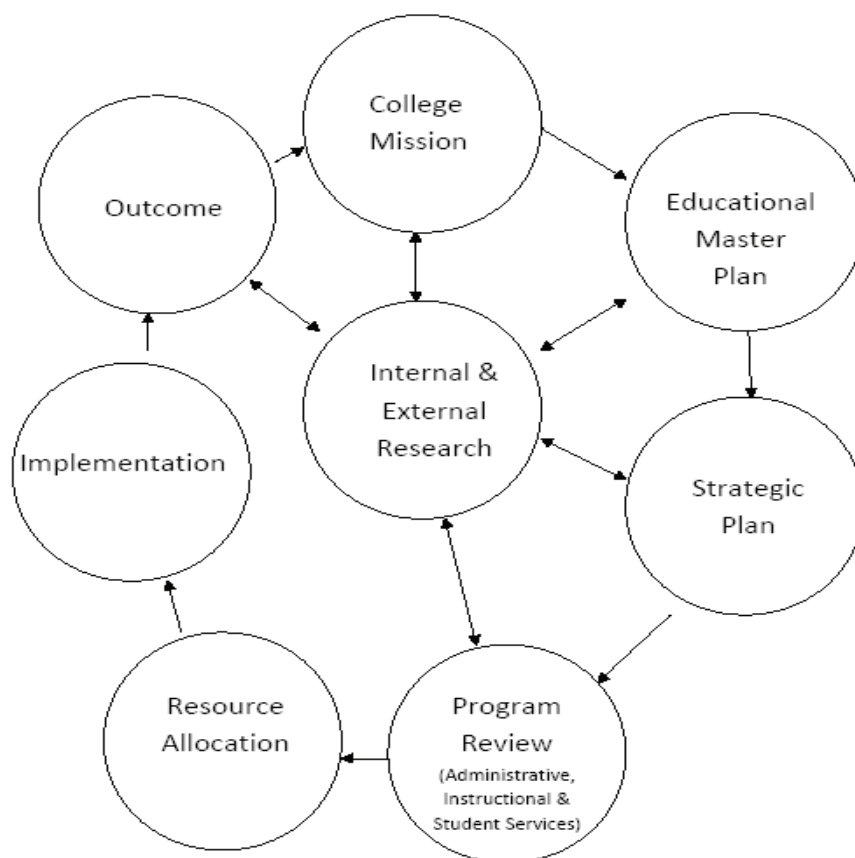 College
Mission
Outcome
Educational
Master
Plan
Internal &
External
Research
Implementation
Strategic
Plan
Resource
Allocation
Program
Review
(Administrative,
Instructional &
Student Services)